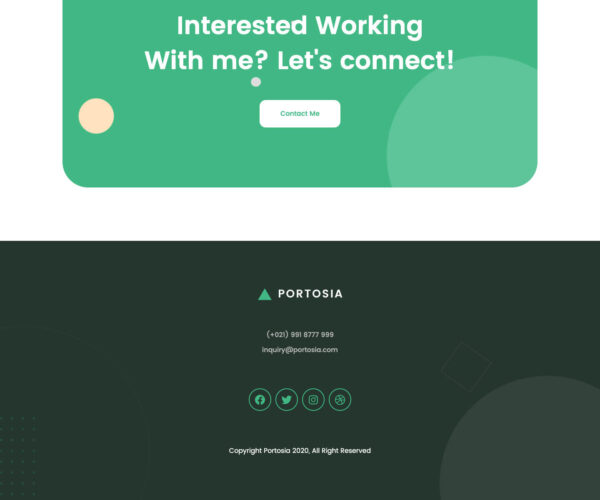 Interested Working
With me? Let's connect!
Contact Me
PORTOSIA
(+021) 991 8777 999
Inquiry@portosia.com
Copyright Portosia 2020, All Right Reserved